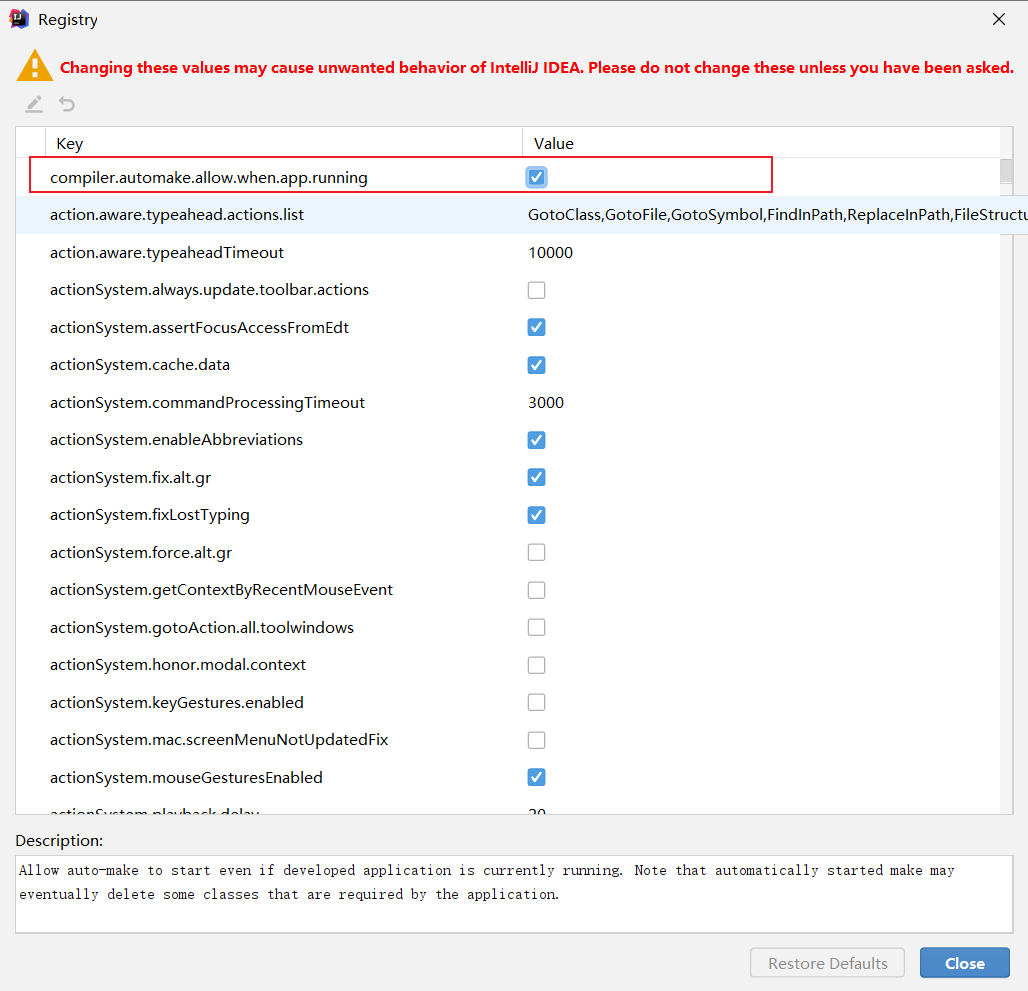 Registry
Changing these values may cause unwanted behavior of IntelliJ IDEA. Please do not change these unless you have been asked.
Key Value
compiler.automake.allow.when.app.running
action.aware.typeahead.actions.list GotoClass,GotoFile,GotoSymbol,FindInPath,ReplaceInPath,FileStructu
action.aware.typeaheadTimeout 10000
actionSystem.always.update.toolbar.actions
actionSystem.assertFocusAccessFromEdt
actionSystem.cache.data
actionSystem.commandProcessingTimeout 3000
actionSystem.enableAbbreviations
actionSystem.fix.alt.gr
actionSystem.fixLostTyping
actionSystem.force.alt.gr
actionSystem.getContextByRecentMouseEvent
actionSystem.gotoAction.all.toolwindows
actionSystem.honor.modal.context
actionSystem.keyGestures.enabled
actionSystem.mac.screenMenuNotUpdatedFix
actionSystem.mouseGesturesEnabled
actionSystem.playback.delay 20
Description:
Allow auto-make to start even if developed application is currently running. Note that automatically started make may
eventually delete some classes that are required by the application.
Restore Defaults Close